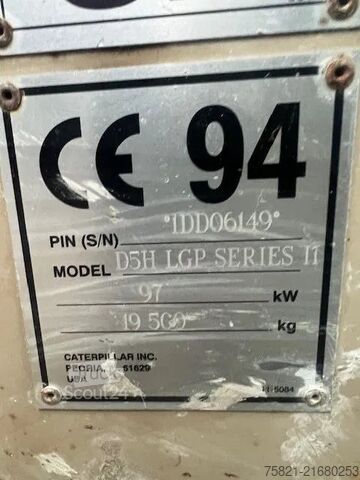 CE 94
PIN (S/N) *1DD06149*
MODEL D5H LGP SERIES II
97 kW
19 500 kg
CATERPILLAR INC.
PEORIA, 61629
USA
Scout24
75821-21680253